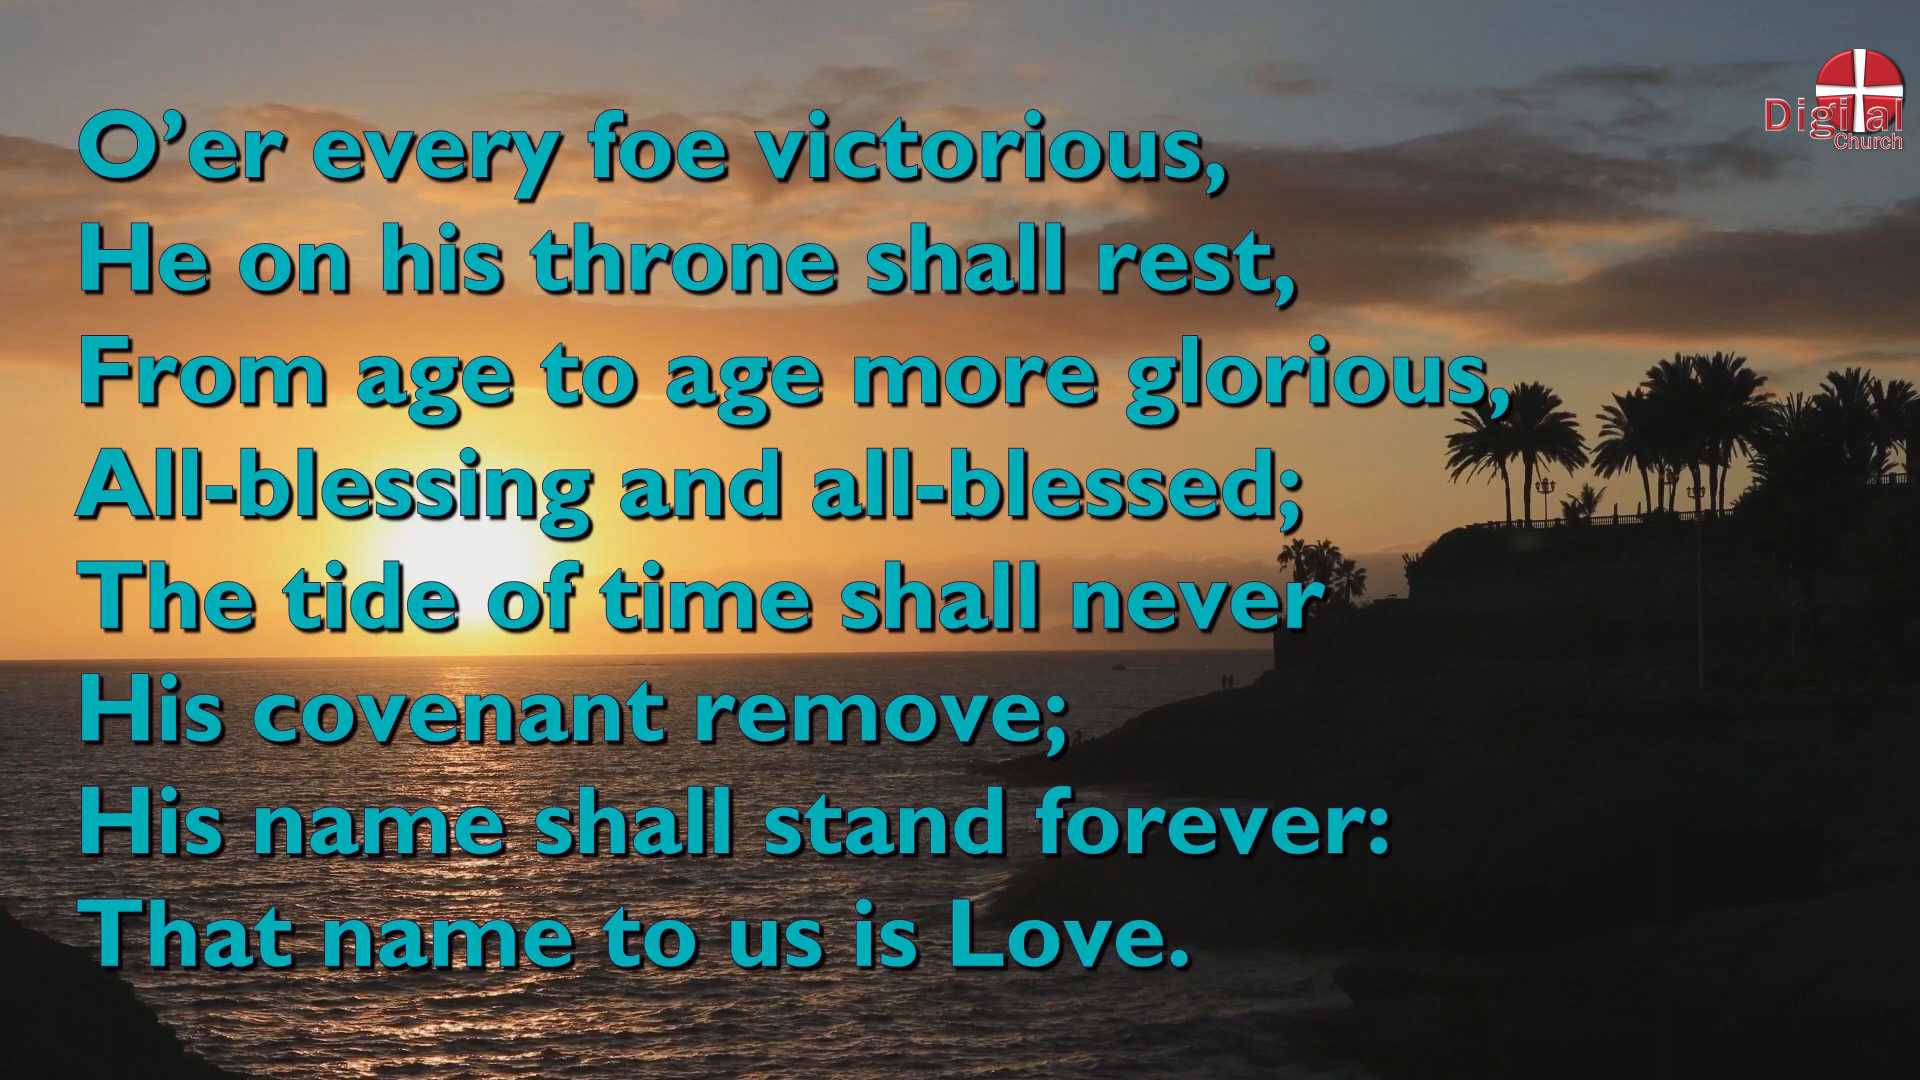 O’er every foe victorious,
He on his throne shall rest,
From age to age more glorious,
All-blessing and all-blessed;
The tide of time shall never
His covenant remove;
His name shall stand forever:
That name to us is Love.
Digital
Church